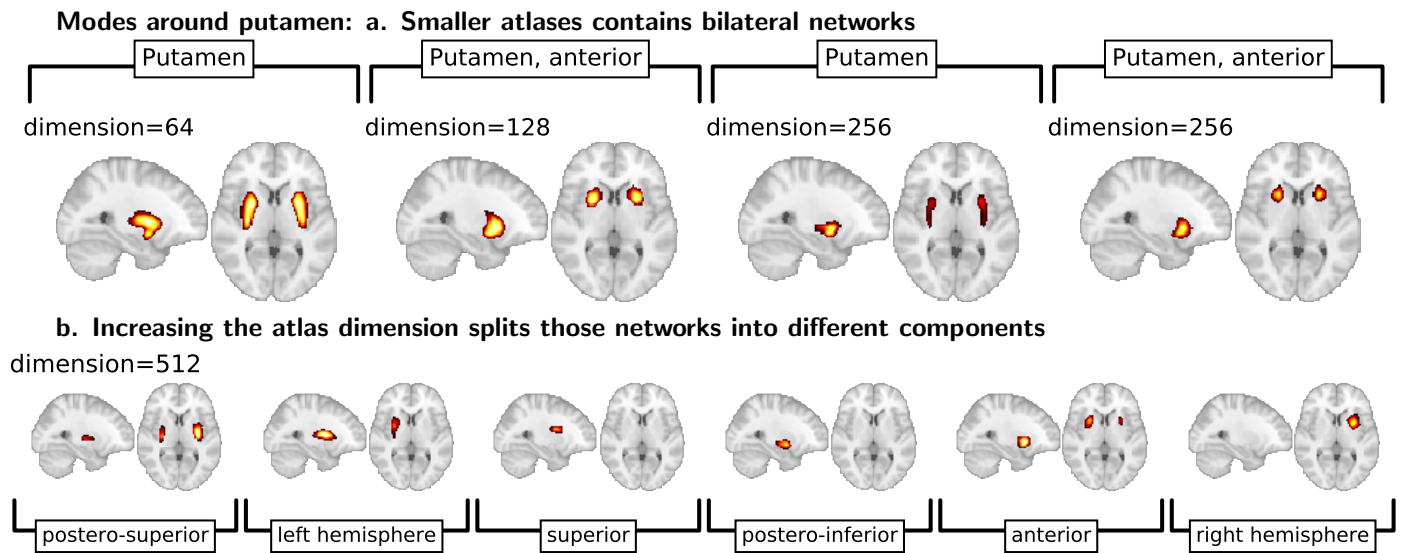 Modes around putamen: a. Smaller atlases contains bilateral networks
Putamen
Putamen, anterior
Putamen
Putamen, anterior
dimension=64
dimension=128
dimension=256
dimension=256
b. Increasing the atlas dimension splits those networks into different components
dimension=512
postero-superior
left hemisphere
superior
postero-inferior
anterior
right hemisphere